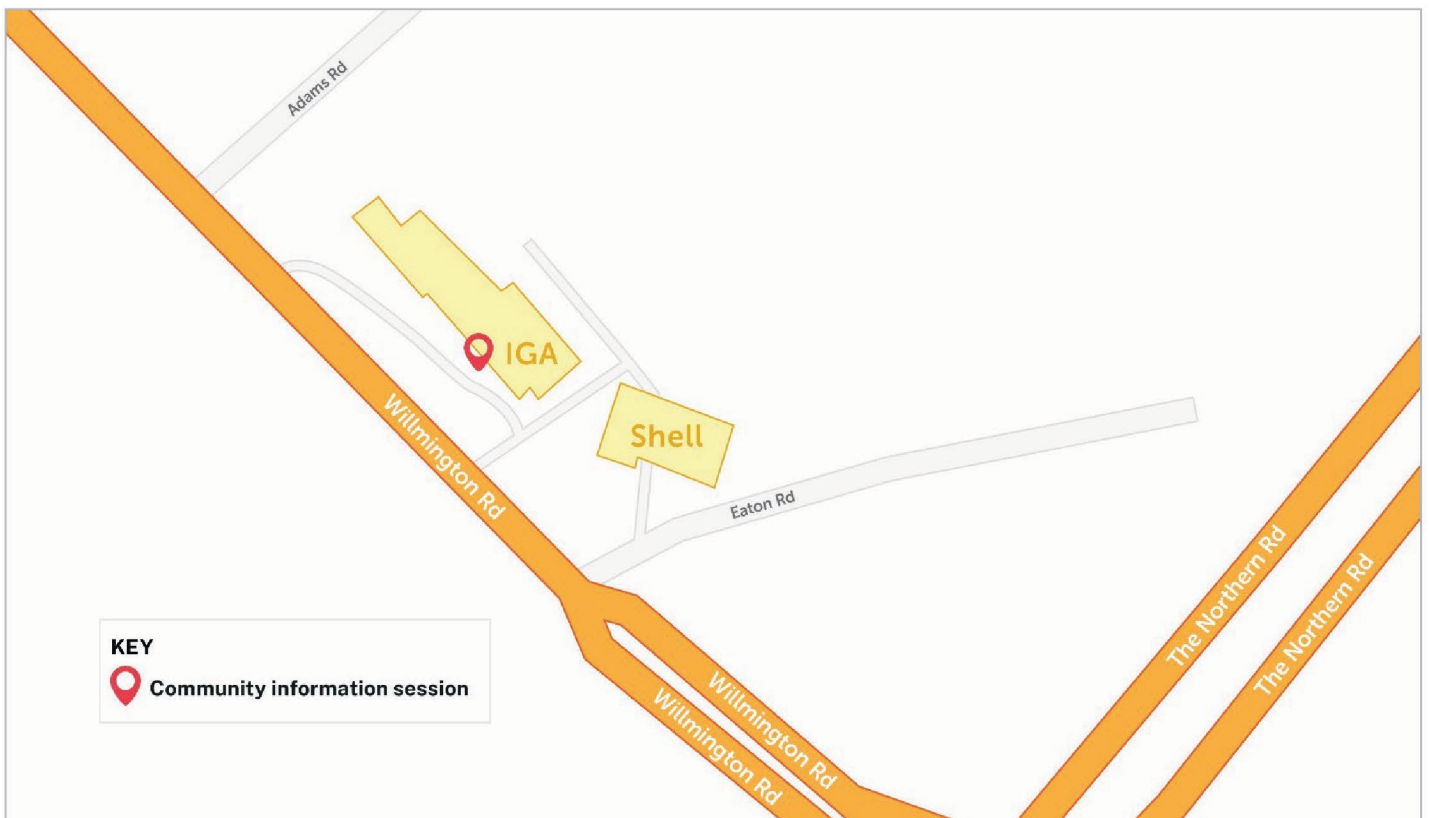 Adams Rd
IGA
Willmington Rd
Shell
Eaton Rd
The Northern Rd
The Northern Rd
KEY
Community information session
Willmington Rd
Willmington Rd